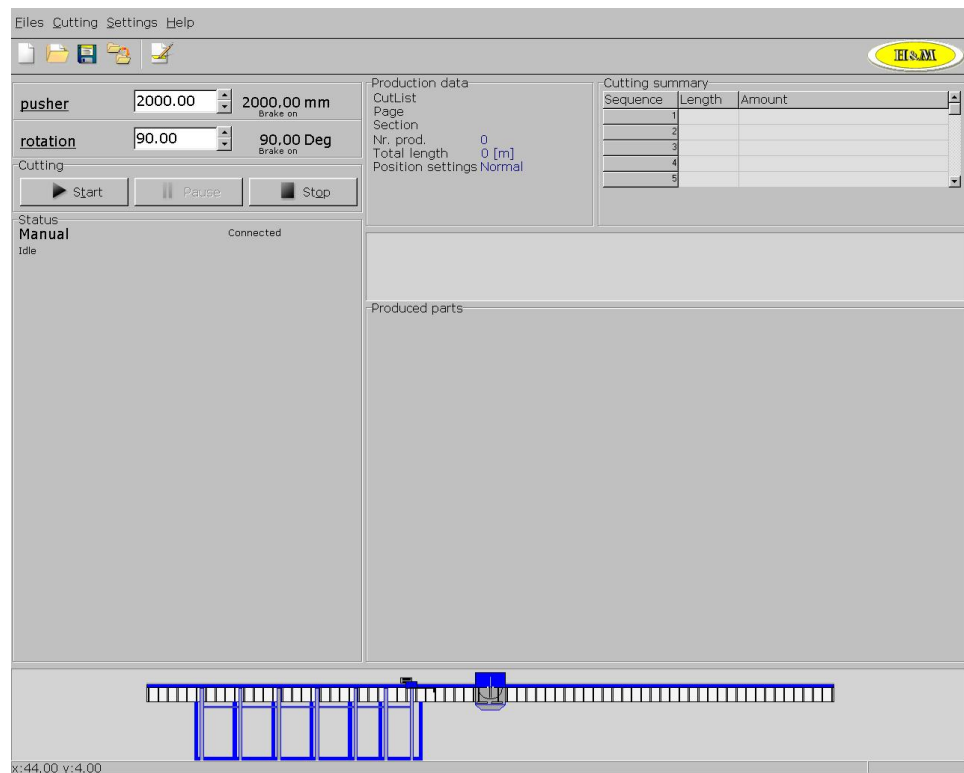 Files Cutting Settings Help
H&M
pusher 2000.00 2000,00 mm
Brake on
rotation 90.00 90,00 Deg
Brake on
Cutting
Start Pause Stop
Status
Manual Connected
Idle
Production data
CutList
Page
Section
Nr. prod. 0
Total length 0 [m]
Position settings Normal
Cutting summary
Sequence Length Amount
1
2
3
4
5
Produced parts
x:44,00 y:4,00